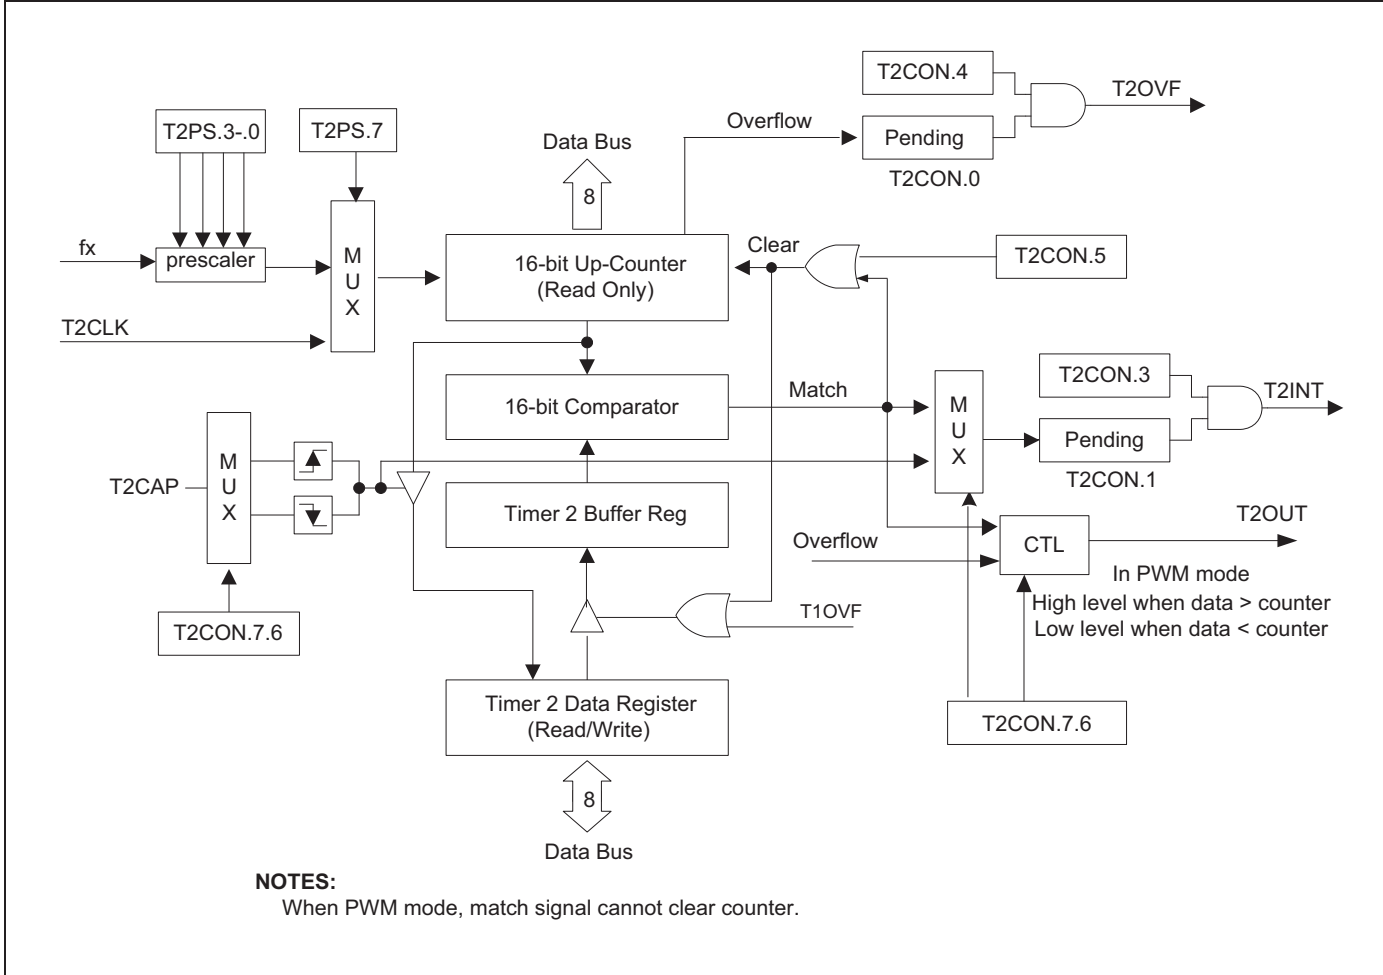 T2CON.4
T2OVF
Overflow
Pending
T2CON.0
T2PS.3-.0
T2PS.7
Data Bus
8
fx
prescaler
M
U
X
16-bit Up-Counter
(Read Only)
Clear
T2CON.5
T2CLK
16-bit Comparator
Match
M
U
X
T2CON.3
T2INT
Pending
T2CON.1
T2CAP
M
U
X
Timer 2 Buffer Reg
Overflow
CTL
T2OUT
In PWM mode
High level when data > counter
Low level when data < counter
T2CON.7.6
T1OVF
Timer 2 Data Register
(Read/Write)
T2CON.7.6
8
Data Bus
NOTES:
When PWM mode, match signal cannot clear counter.